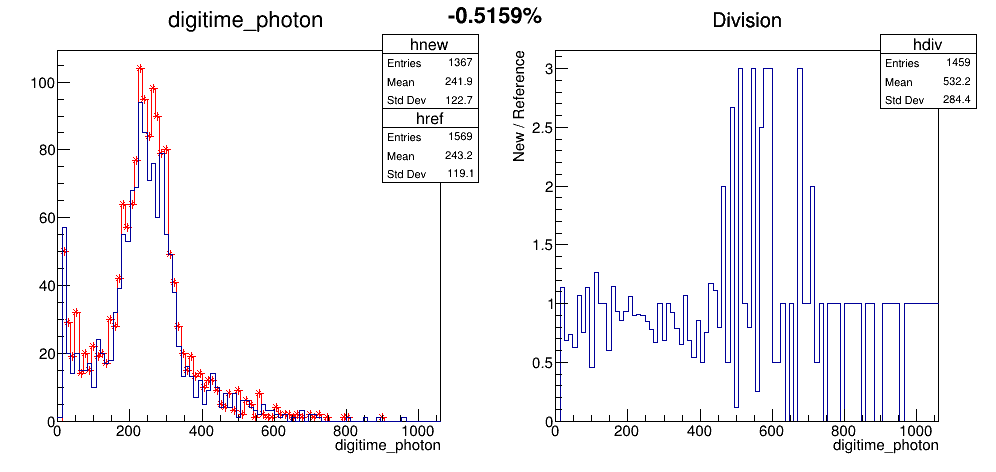 -0.5159%
digitime_photon
hnew
Entries 1367
Mean 241.9
Std Dev 122.7
href
Entries 1569
Mean 243.2
Std Dev 119.1
100
80
60
40
20
0
0 200 400 600 800 1000
digitime_photon
Division
hdiv
Entries 1459
Mean 532.2
Std Dev 284.4
New / Reference
3
2.5
2
1.5
1
0.5
0
0 200 400 600 800 1000
digitime_photon